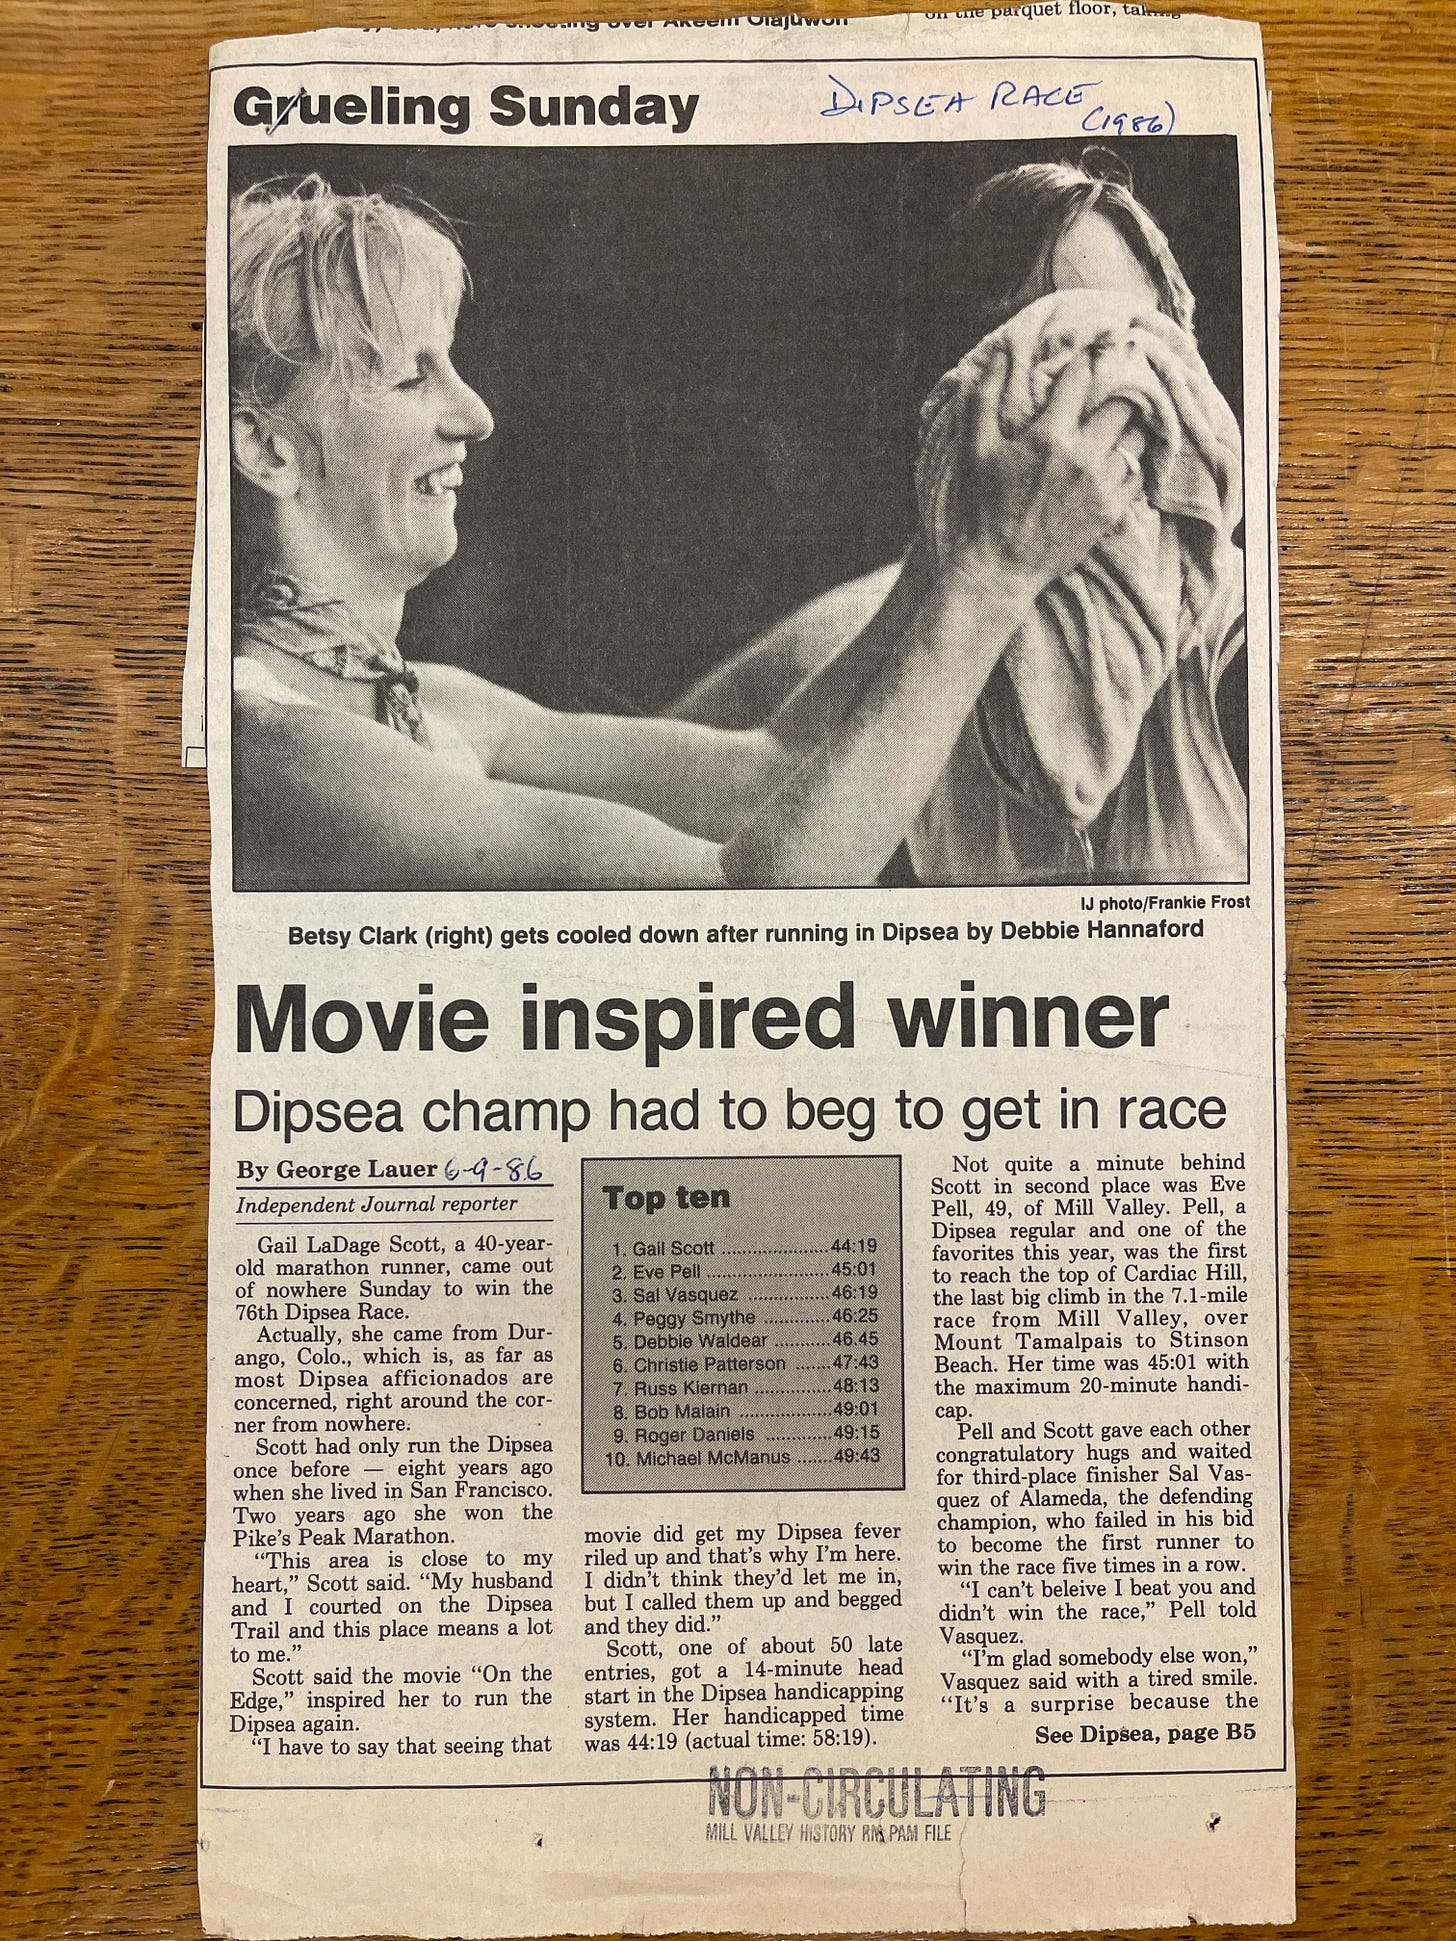 shooting over Akeem Olajuwon
on the parquet floor,
Grueling Sunday
DIPSEA RACE
(1986)
IJ photo/Frankie Frost
Betsy Clark (right) gets cooled down after running in Dipsea by Debbie Hannaford
Movie inspired winner
Dipsea champ had to beg to get in race
By George Lauer 6-9-86
Independent Journal reporter
Gail LaDage Scott, a 40-year-
old marathon runner, came out
of nowhere Sunday to win the
76th Dipsea Race.
Actually, she came from Dur-
ango, Colo., which is, as far as
most Dipsea afficionados are
concerned, right around the cor-
ner from nowhere.
Scott had only run the Dipsea
once before — eight years ago
when she lived in San Francisco.
Two years ago she won the
Pike's Peak Marathon.
“This area is close to my
heart,” Scott said. “My husband
and I courted on the Dipsea
Trail and this place means a lot
to me.”
Scott said the movie “On the
Edge,” inspired her to run the
Dipsea again.
“I have to say that seeing that
Top ten
1. Gail Scott ......................44:19
2. Eve Pell ........................45:01
3. Sal Vasquez ..................46:19
4. Peggy Smythe ............46:25
5. Debbie Waldear ..........46.45
6. Christie Patterson .......47:43
7. Russ Kiernan ..............48:13
8. Bob Malain .................49:01
9. Roger Daniels ............49:15
10. Michael McManus .......49:43
movie did get my Dipsea fever
riled up and that's why I'm here.
I didn't think they'd let me in,
but I called them up and begged
and they did.”
Scott, one of about 50 late
entries, got a 14-minute head
start in the Dipsea handicapping
system. Her handicapped time
was 44:19 (actual time: 58:19).
Not quite a minute behind
Scott in second place was Eve
Pell, 49, of Mill Valley. Pell, a
Dipsea regular and one of the
favorites this year, was the first
to reach the top of Cardiac Hill,
the last big climb in the 7.1-mile
race from Mill Valley, over
Mount Tamalpais to Stinson
Beach. Her time was 45:01 with
the maximum 20-minute handi-
cap.
Pell and Scott gave each other
congratulatory hugs and waited
for third-place finisher Sal Vas-
quez of Alameda, the defending
champion, who failed in his bid
to become the first runner to
win the race five times in a row.
“I can't beleive I beat you and
didn't win the race,” Pell told
Vasquez.
“I'm glad somebody else won,”
Vasquez said with a tired smile.
“It's a surprise because the
See Dipsea, page B5
NON-CIRCULATING
MILL VALLEY HISTORY RM PAM FILE